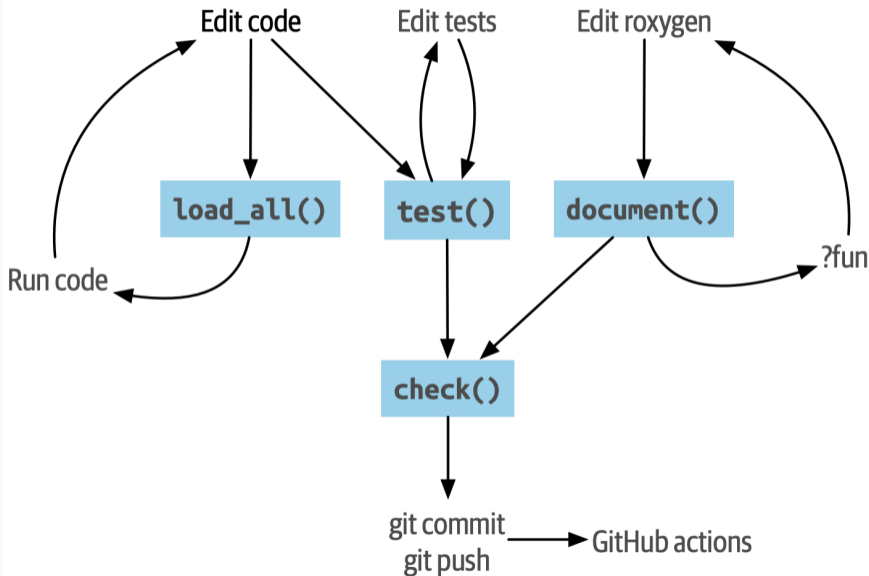 Edit code
Edit tests
Edit roxygen
load_all()
test()
document()
Run code
?fun
check()
git commit
git push
GitHub actions